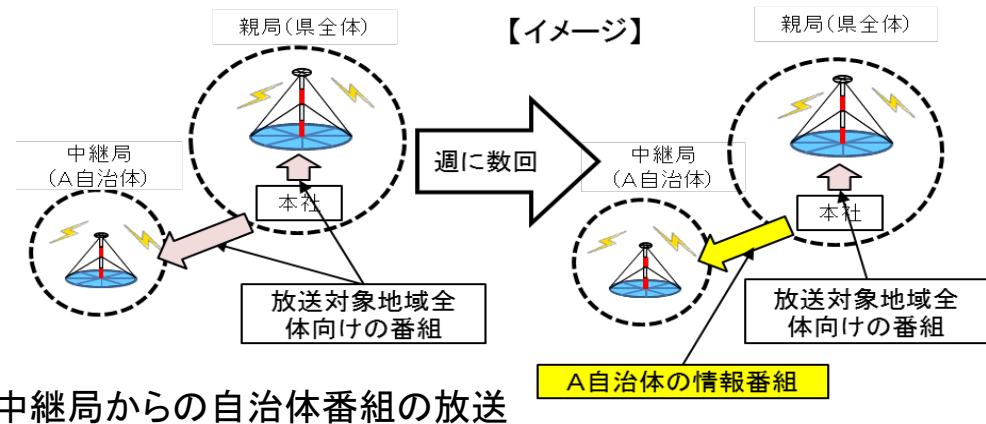 【イメージ】
親局（県全体）
中継局
（A自治体）
本社
放送対象地域全
体向けの番組
週に数回
親局（県全体）
中継局
（A自治体）
本社
放送対象地域全
体向けの番組
A自治体の情報番組
中継局からの自治体番組の放送